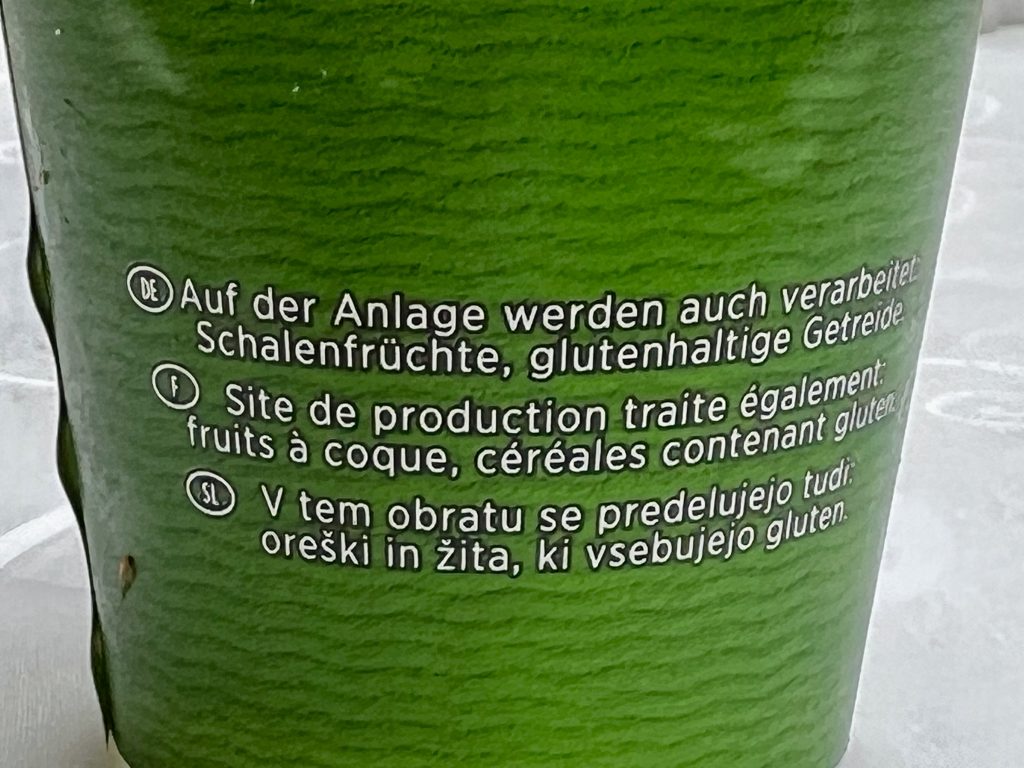 DE Auf der Anlage werden auch verarbeitet:
Schalenfrüchte, glutenhaltige Getreide.
F Site de production traite également:
fruits à coque, céréales contenant gluten.
SL V tem obratu se predelujejo tudi:
oreški in žita, ki vsebujejo gluten.